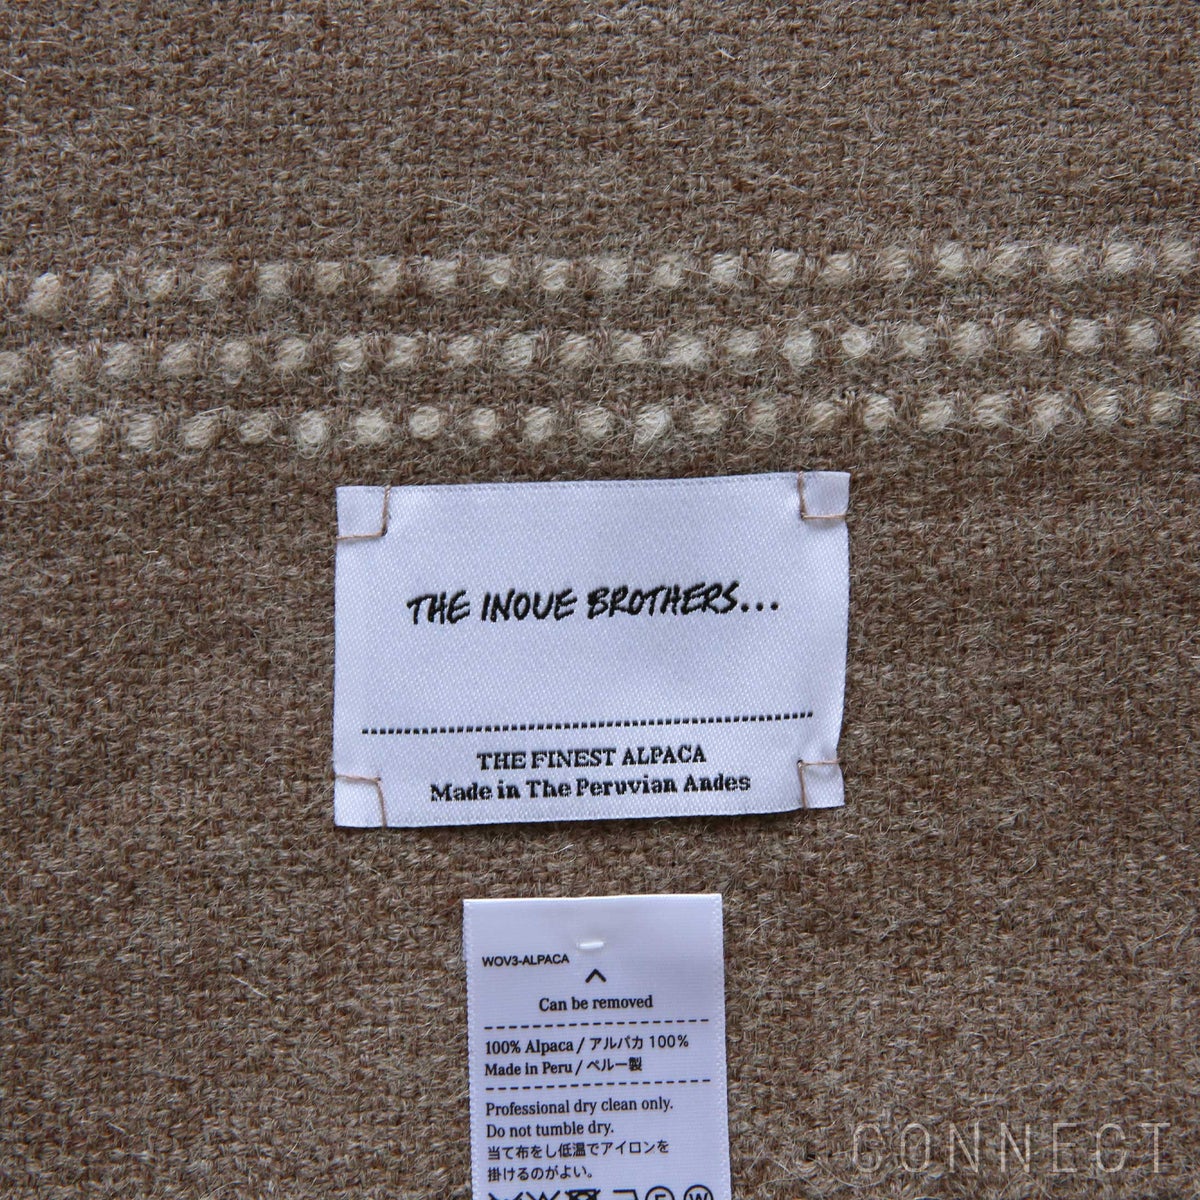 THE INOUE BROTHERS...
THE FINEST ALPACA
Made in The Peruvian Andes
WOV3-ALPACA
Can be removed
100% Alpaca / アルパカ 100%
Made in Peru / ペルー製
Professional dry clean only.
Do not tumble dry.
当て布をし低温でアイロンを
掛けるのがよい。
F W
CONNECT